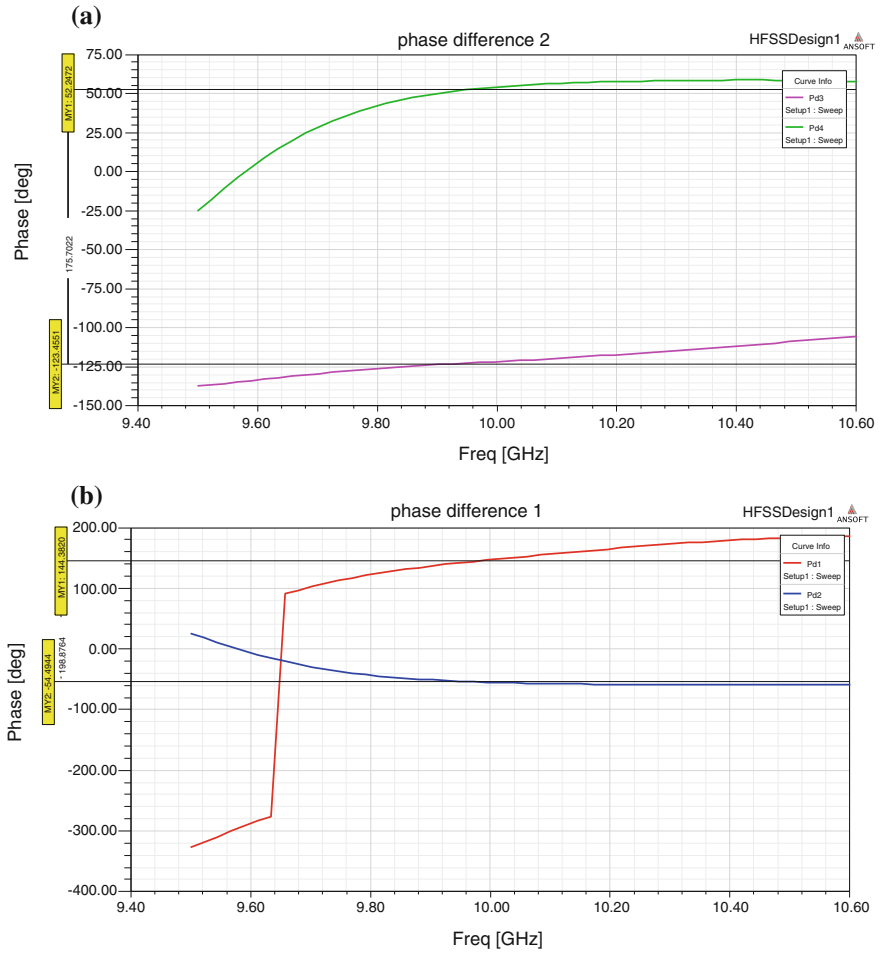 (a)
phase difference 2
HFSSDesign1
ANSOFT
75.00
50.00
25.00
0.00
-25.00
-50.00
-75.00
-100.00
-125.00
-150.00
Phase [deg]
MY1: 52.2472
175.7022
MY2: -123.4551
Curve Info
Pd3
Setup1 : Sweep
Pd4
Setup1 : Sweep
9.40 9.60 9.80 10.00 10.20 10.40 10.60
Freq [GHz]
(b)
phase difference 1
HFSSDesign1
ANSOFT
200.00
100.00
0.00
-100.00
-200.00
-300.00
-400.00
Phase [deg]
MY1: 144.3820
-198.8764
MY2: -54.4944
Curve Info
Pd1
Setup1 : Sweep
Pd2
Setup1 : Sweep
9.40 9.60 9.80 10.00 10.20 10.40 10.60
Freq [GHz]